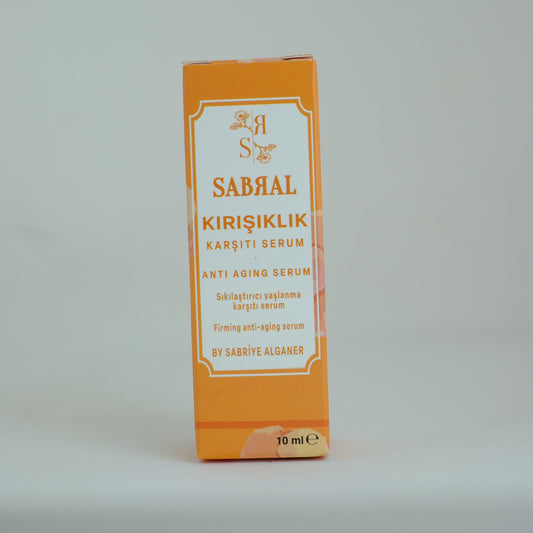 Я
S
SABЯAL
KIRIŞIKLIK
KARŞITI SERUM
·
ANTI AGING SERUM
Sıkılaştırıcı yaşlanma
karşıtı serum
Firming anti-aging serum
BY SABRİYE ALGANER
10 ml ℮